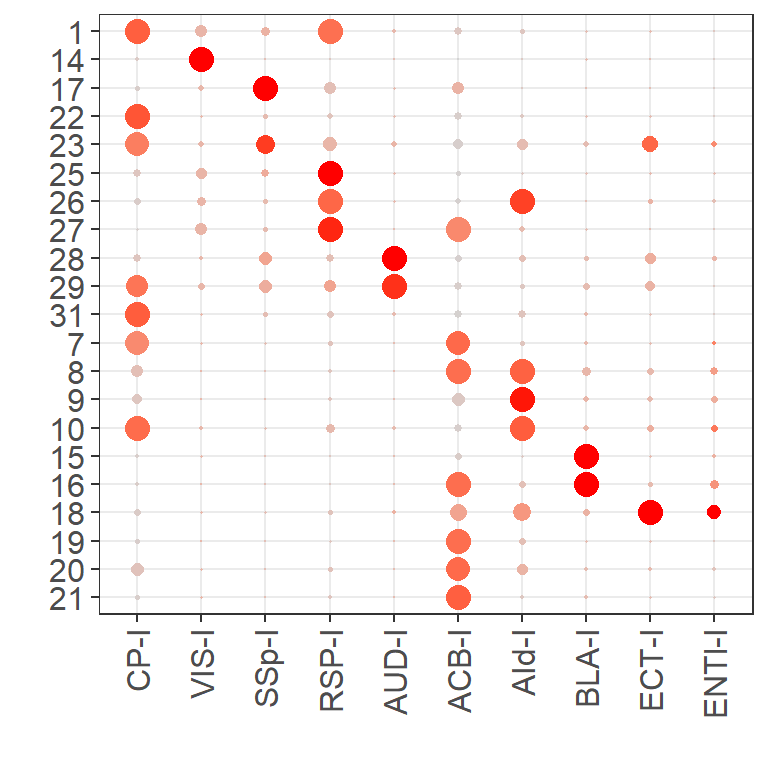 1
14
17
22
23
25
26
27
28
29
31
7
8
9
10
15
16
18
19
20
21
CP-I
VIS-I
SSp-I
RSP-I
AUD-I
ACB-I
AId-I
BLA-I
ECT-I
ENTl-I